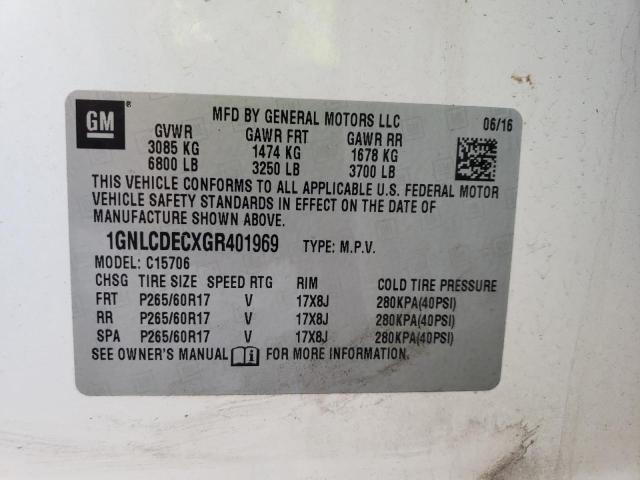 GM ®
MFD BY GENERAL MOTORS LLC
06/16
GVWR GAWR FRT GAWR RR
3085 KG 1474 KG 1678 KG
6800 LB 3250 LB 3700 LB
THIS VEHICLE CONFORMS TO ALL APPLICABLE U.S. FEDERAL MOTOR
VEHICLE SAFETY STANDARDS IN EFFECT ON THE DATE OF
MANUFACTURE SHOWN ABOVE.
1GNLCDECXGR401969 TYPE: M.P.V.
MODEL: C15706
CHSG TIRE SIZE SPEED RTG RIM COLD TIRE PRESSURE
FRT P265/60R17 V 17X8J 280KPA(40PSI)
RR P265/60R17 V 17X8J 280KPA(40PSI)
SPA P265/60R17 V 17X8J 280KPA(40PSI)
SEE OWNER'S MANUAL i FOR MORE INFORMATION.